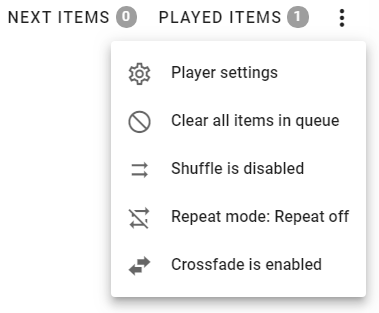 NEXT ITEMS 0 PLAYED ITEMS 1
Player settings
Clear all items in queue
Shuffle is disabled
Repeat mode: Repeat off
Crossfade is enabled